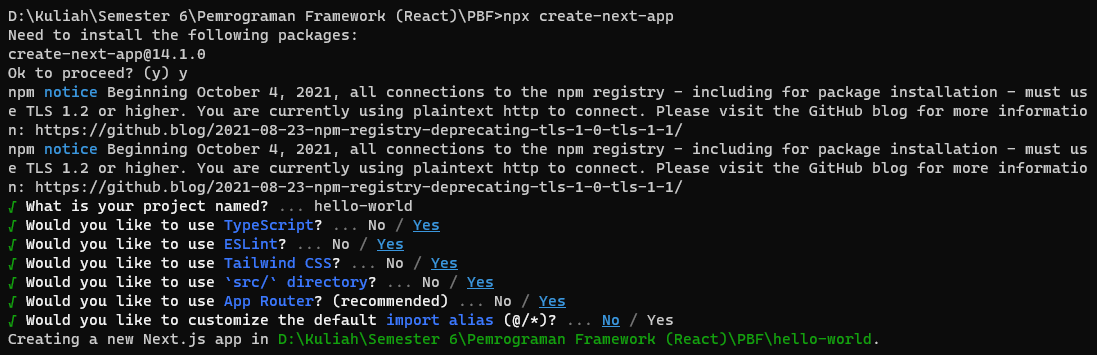 D:\Kuliah\Semester 6\Pemrograman Framework (React)\PBF>npx create-next-app
Need to install the following packages:
create-next-app@14.1.0
Ok to proceed? (y) y
npm notice Beginning October 4, 2021, all connections to the npm registry - including for package installation - must us
e TLS 1.2 or higher. You are currently using plaintext http to connect. Please visit the GitHub blog for more informatio
n: https://github.blog/2021-08-23-npm-registry-deprecating-tls-1-0-tls-1-1/
npm notice Beginning October 4, 2021, all connections to the npm registry - including for package installation - must us
e TLS 1.2 or higher. You are currently using plaintext http to connect. Please visit the GitHub blog for more informatio
n: https://github.blog/2021-08-23-npm-registry-deprecating-tls-1-0-tls-1-1/
√ What is your project named? ... hello-world
√ Would you like to use TypeScript? ... No / Yes
√ Would you like to use ESLint? ... No / Yes
√ Would you like to use Tailwind CSS? ... No / Yes
√ Would you like to use `src/` directory? ... No / Yes
√ Would you like to use App Router? (recommended) ... No / Yes
√ Would you like to customize the default import alias (@/*)? ... No / Yes
Creating a new Next.js app in D:\Kuliah\Semester 6\Pemrograman Framework (React)\PBF\hello-world.